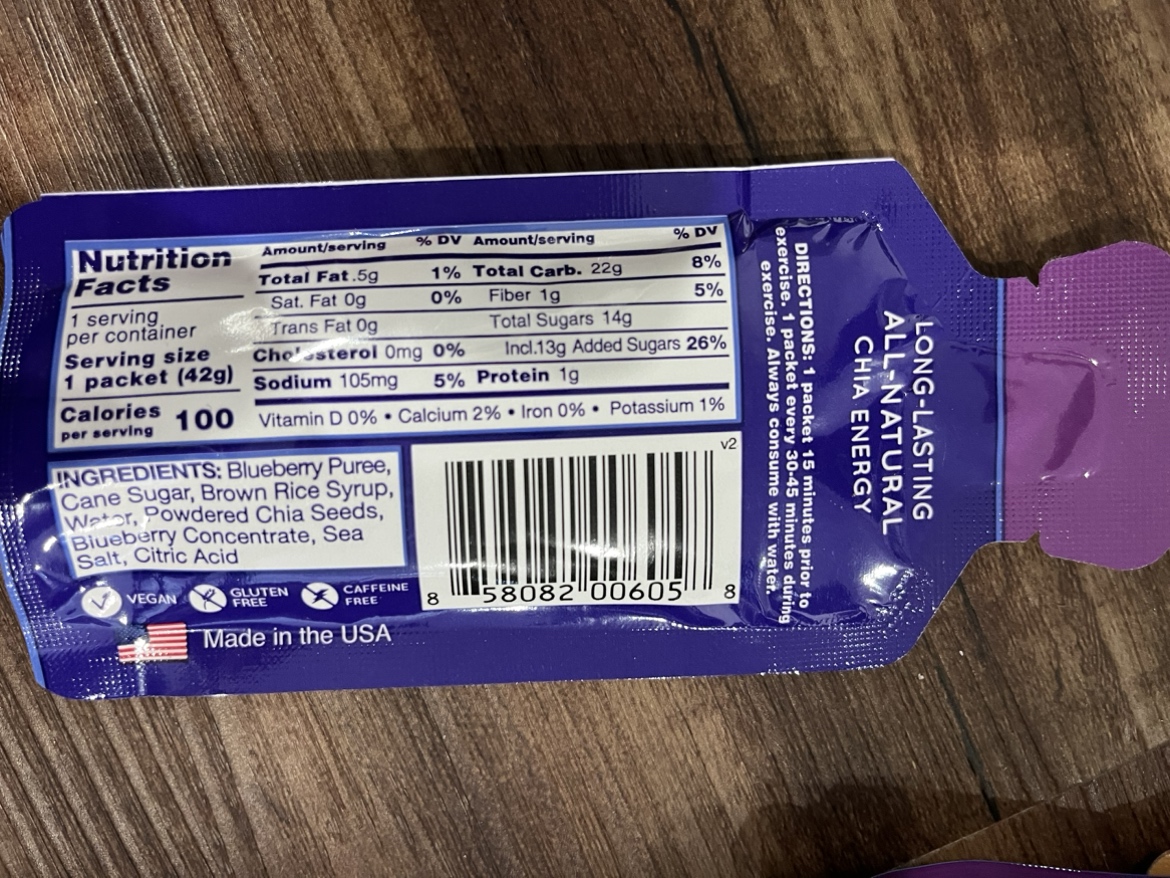 Nutrition
Facts
1 serving
per container
Serving size
1 packet (42g)
Calories 100
per serving
Amount/serving % DV Amount/serving % DV
Total Fat .5g 1% Total Carb. 22g 8%
Sat. Fat 0g 0% Fiber 1g 5%
Trans Fat 0g Total Sugars 14g
Cholesterol 0mg 0% Incl.13g Added Sugars 26%
Sodium 105mg 5% Protein 1g
Vitamin D 0% • Calcium 2% • Iron 0% • Potassium 1%
INGREDIENTS: Blueberry Puree,
Cane Sugar, Brown Rice Syrup,
Water, Powdered Chia Seeds,
Blueberry Concentrate, Sea
Salt, Citric Acid
v2
8 58082 00605 8
VEGAN
GLUTEN
FREE
CAFFEINE
FREE
Made in the USA
DIRECTIONS: 1 packet 15 minutes prior to
exercise. 1 packet every 30-45 minutes during
exercise. Always consume with water.
LONG-LASTING
ALL-NATURAL
CHIA ENERGY